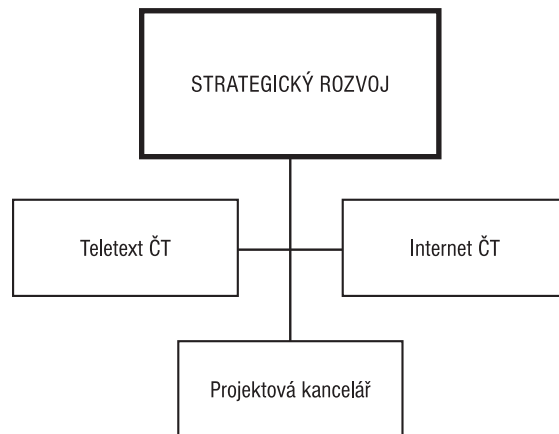 STRATEGICKÝ ROZVOJ
Teletext ČT
Internet ČT
Projektová kancelář